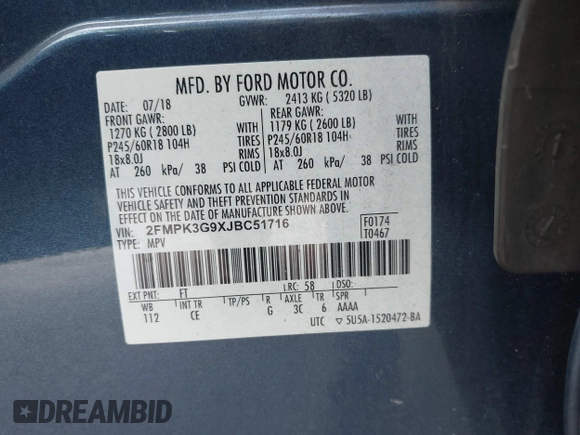 MFD. BY FORD MOTOR CO.
DATE: 07/18 GVWR: 2413 KG ( 5320 LB)
FRONT GAWR: REAR GAWR:
1270 KG ( 2800 LB) WITH 1179 KG ( 2600 LB) WITH
P245/60R18 104H TIRES P245/60R18 104H TIRES
18x8.0J RIMS 18x8.0J RIMS
AT 260 kPa/ 38 PSI COLD AT 260 kPa/ 38 PSI COLD
THIS VEHICLE CONFORMS TO ALL APPLICABLE FEDERAL MOTOR
VEHICLE SAFETY AND THEFT PREVENTION STANDARDS IN
EFFECT ON THE DATE OF MANUFACTURE SHOWN ABOVE.
VIN: 2FMPK3G9XJBC51716 F0174
TYPE: MPV T0467
EXT PNT: FT RC: 58 DSO:
WB INT TR TP/PS R AXLE TR SPR
112 CE G 3C 6 AAAA
UTC ▽ 5U5A-1520472-BA
DREAMBID